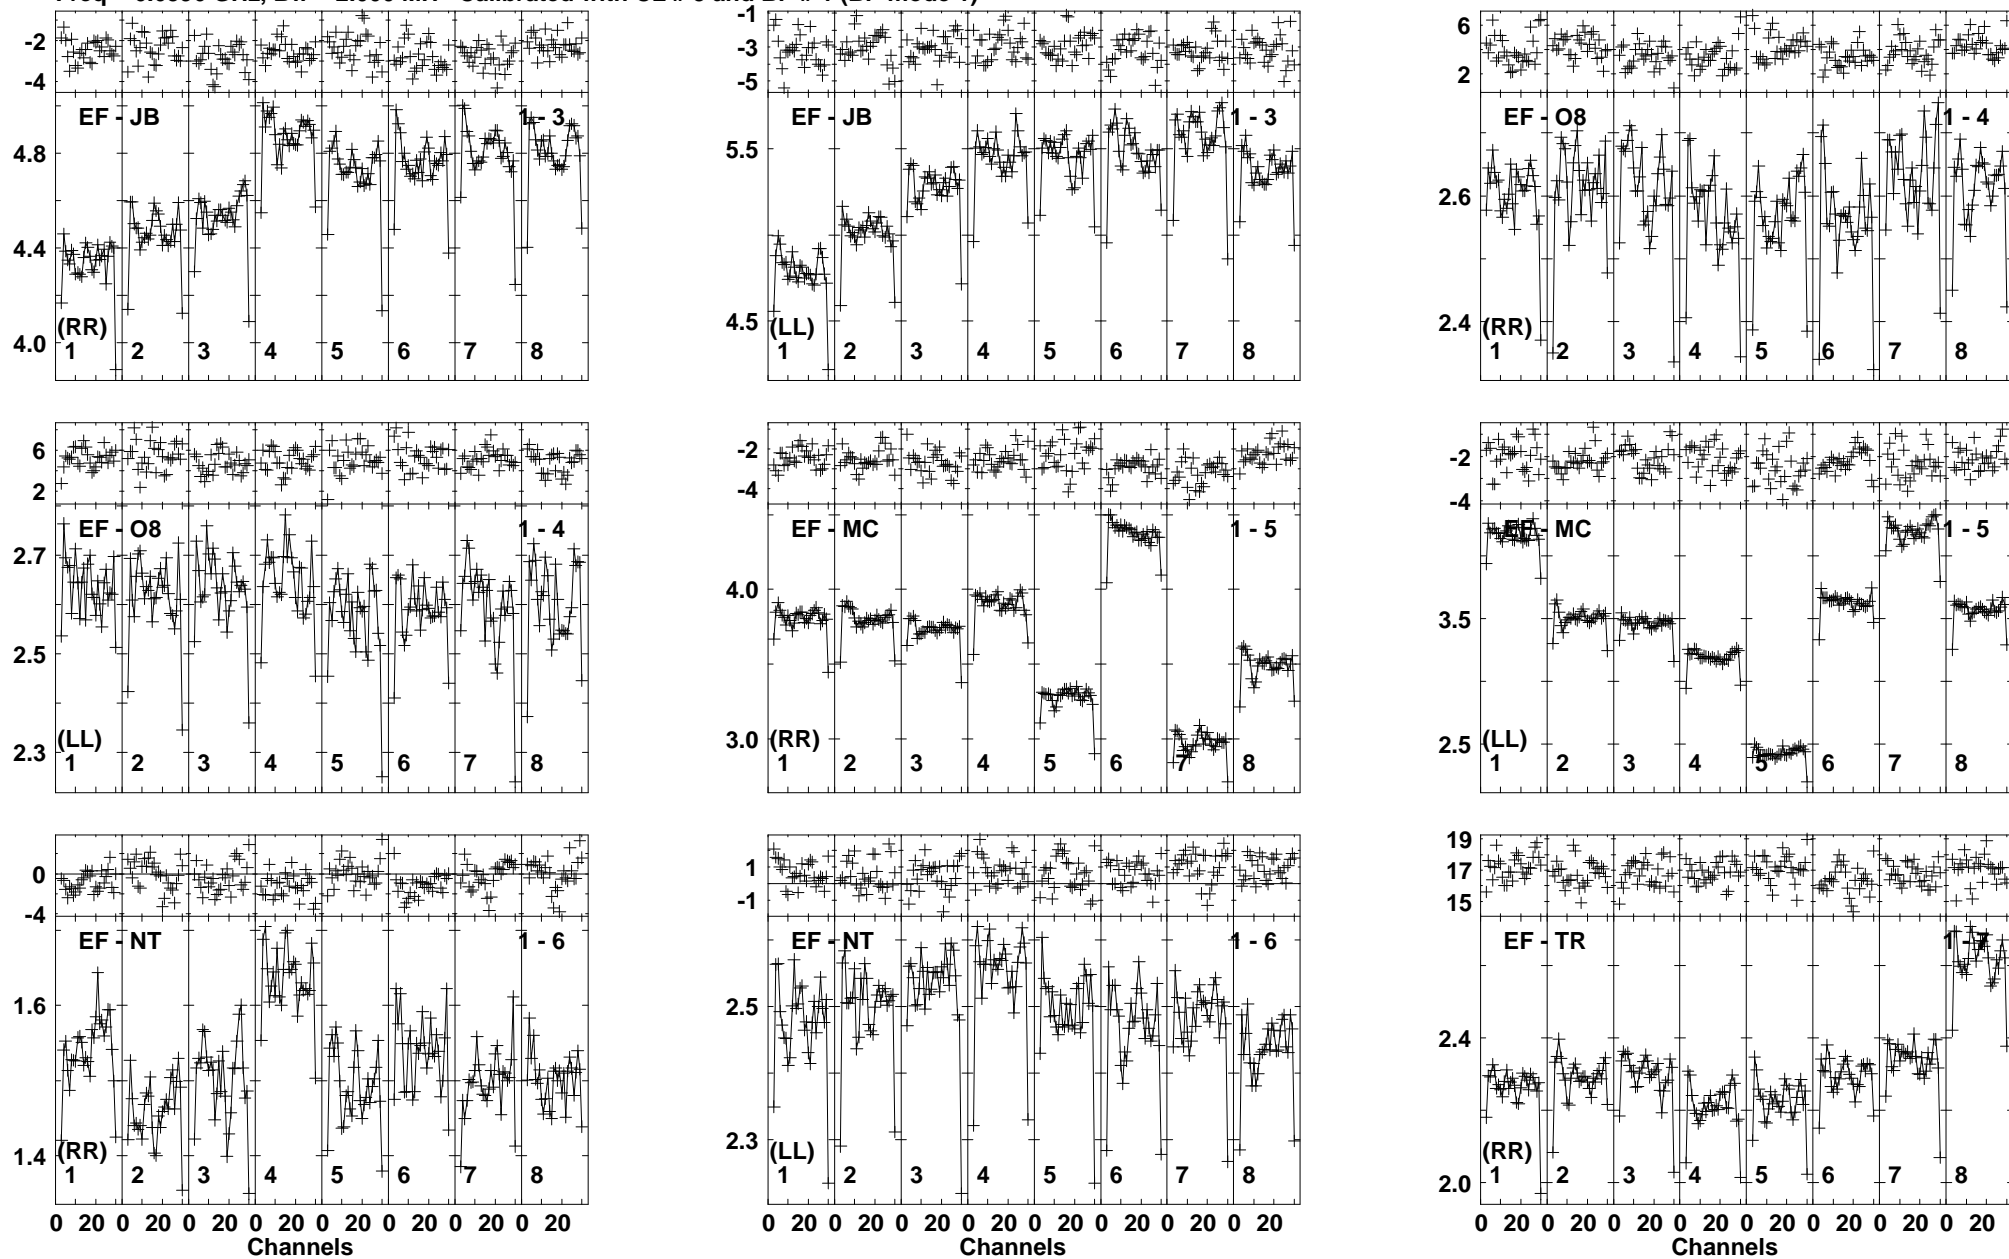 -2 -4 EF - JB 1 - 3 4.8 4.4 4.0 (RR) 1 2 3 4 5 6 7 8
-1 -3 -5 EF - JB 1 - 3 5.5 4.5 (LL) 1 2 3 4 5 6 7 8
6 2 EF - O8 1 - 4 2.6 2.4 (RR) 1 2 3 4 5 6 7 8
6 2 EF - O8 1 - 4 2.7 2.5 2.3 (LL) 1 2 3 4 5 6 7 8
-2 -4 EF - MC 1 - 5 4.0 3.0 (RR) 1 2 3 4 5 6 7 8
-2 -4 EF - MC 1 - 5 3.5 2.5 (LL) 1 2 3 4 5 6 7 8
0 -4 EF - NT 1 - 6 1.6 1.4 (RR) 1 2 3 4 5 6 7 8
1 -1 EF - NT 1 - 6 2.5 2.3 (LL) 1 2 3 4 5 6 7 8
19 17 15 EF - TR 1 - 7 2.4 2.0 (RR) 1 2 3 4 5 6 7 8
0 20 0 20 0 20 0 20 0 20 0 20 0 20 0 20
0 20 0 20 0 20 0 20 0 20 0 20 0 20 0 20
0 20 0 20 0 20 0 20 0 20 0 20 0 20 0 20
Channels
Channels